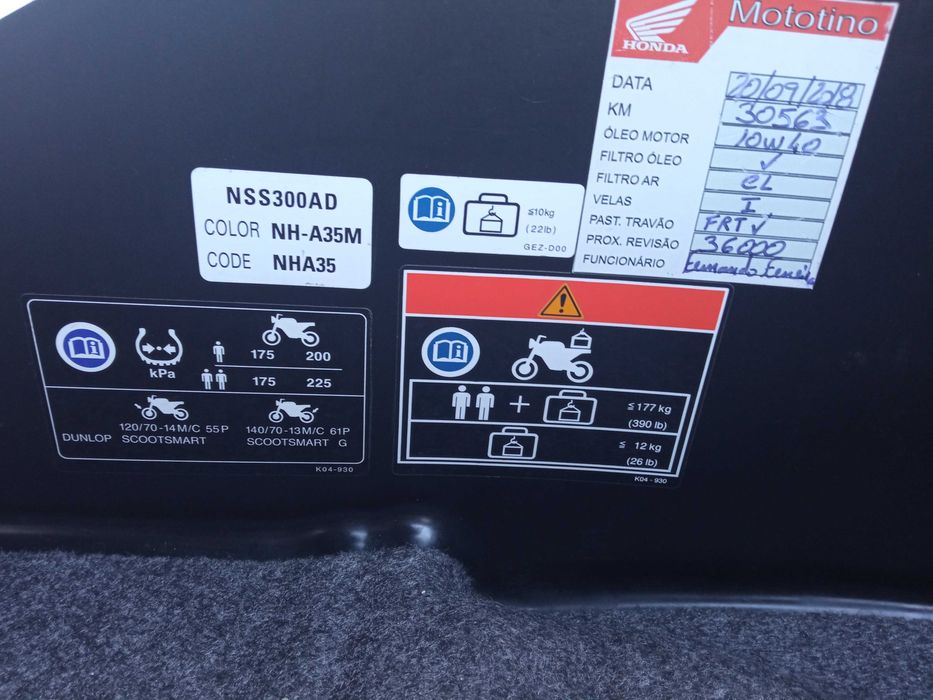 HONDA
Mototino
DATA 20/09/2018
KM 30563
ÓLEO MOTOR 10W40
FILTRO ÓLEO ✓
FILTRO AR
VELAS I
PAST. TRAVÃO FRT ✓
PROX. REVISÃO 36000
FUNCIONÁRIO
NSS300AD
COLOR NH-A35M
CODE NHA35
≦10kg
(22lb)
GEZ-D00
kPa
175 200
175 225
DUNLOP
120/70-14M/C 55P
SCOOTSMART
140/70-13M/C 61P
SCOOTSMART G
K04-930
+
≦177 kg
(390 lb)
≦ 12 kg
(26 lb)
K04-930